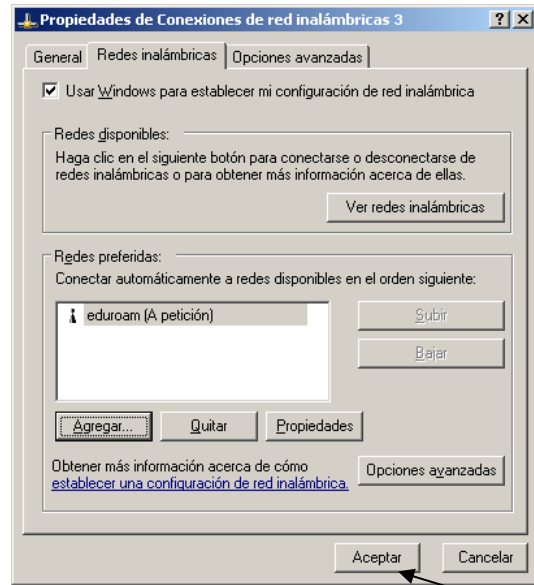 Propiedades de Conexiones de red inalámbricas 3
General Redes inalámbricas Opciones avanzadas
Usar Windows para establecer mi configuración de red inalámbrica
Redes disponibles:
Haga clic en el siguiente botón para conectarse o desconectarse de
redes inalámbricas o para obtener más información acerca de ellas.
Ver redes inalámbricas
Redes preferidas:
Conectar automáticamente a redes disponibles en el orden siguiente:
eduroam (A petición)
Subir
Bajar
Agregar... Quitar Propiedades
Obtener más información acerca de cómo
establecer una configuración de red inalámbrica.
Opciones avanzadas
Aceptar Cancelar